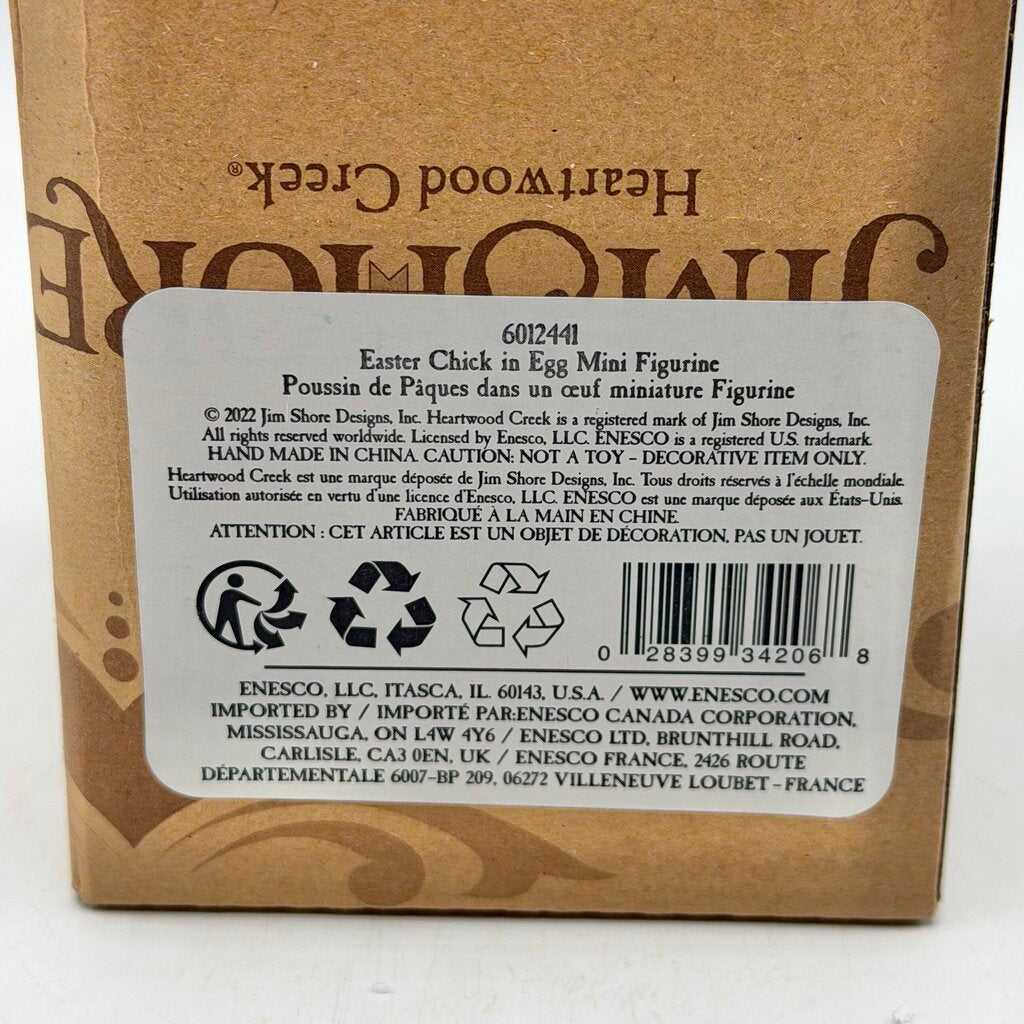 Heartwood Creek®
JIM SHORE
6012441
Easter Chick in Egg Mini Figurine
Poussin de Pâques dans un œuf miniature Figurine
© 2022 Jim Shore Designs, Inc. Heartwood Creek is a registered mark of Jim Shore Designs, Inc.
All rights reserved worldwide. Licensed by Enesco, LLC. ENESCO is a registered U.S. trademark.
HAND MADE IN CHINA. CAUTION: NOT A TOY – DECORATIVE ITEM ONLY.
Heartwood Creek est une marque déposée de Jim Shore Designs, Inc. Tous droits réservés à l'échelle mondiale.
Utilisation autorisée en vertu d'une licence d'Enesco, LLC. ENESCO est une marque déposée aux États-Unis.
FABRIQUÉ À LA MAIN EN CHINE.
ATTENTION : CET ARTICLE EST UN OBJET DE DÉCORATION, PAS UN JOUET.
0 28399 34206 8
ENESCO, LLC, ITASCA, IL. 60143, U.S.A. / WWW.ENESCO.COM
IMPORTED BY / IMPORTÉ PAR:ENESCO CANADA CORPORATION,
MISSISSAUGA, ON L4W 4Y6 / ENESCO LTD, BRUNTHILL ROAD,
CARLISLE, CA3 0EN, UK / ENESCO FRANCE, 2426 ROUTE
DÉPARTEMENTALE 6007-BP 209, 06272 VILLENEUVE LOUBET - FRANCE